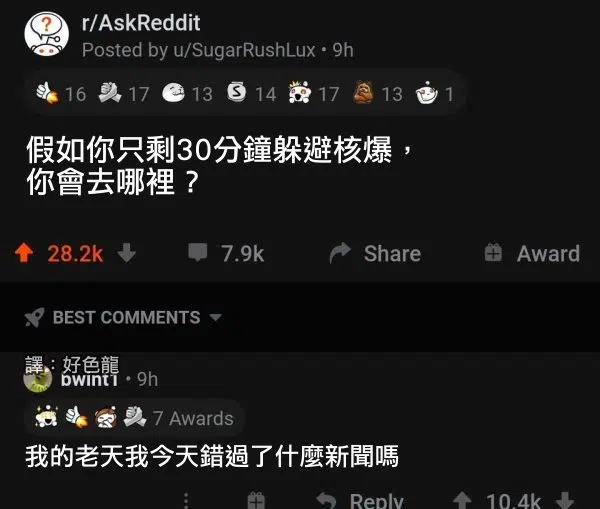 r/AskReddit
Posted by u/SugarRushLux • 9h
16 17 13 14 17 13 1
假如你只剩30分鐘躲避核爆，
你會去哪裡？
28.2k 7.9k Share Award
BEST COMMENTS
譯：好色龍
bwint1 • 9h
7 Awards
我的老天我今天錯過了什麼新聞嗎
Reply 10.4k